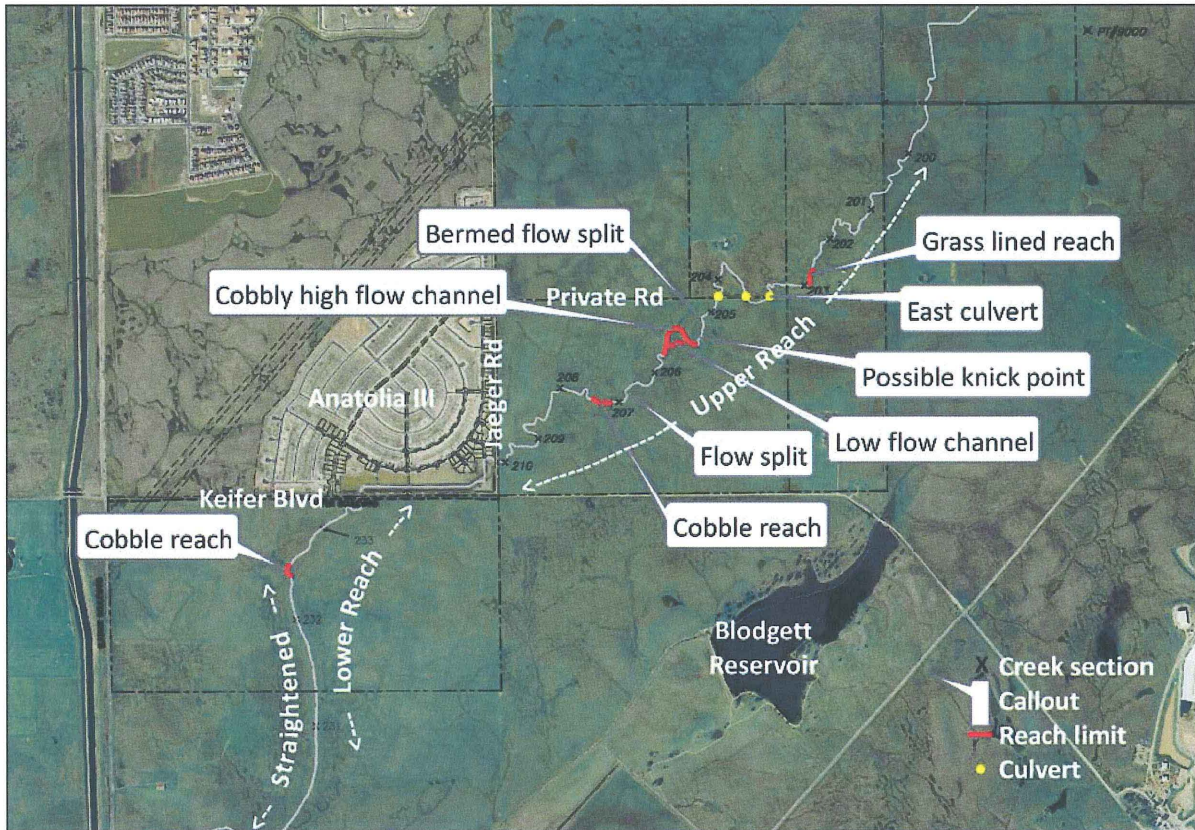 PT/9000
200
201
202
203
204
205
206
207
208
209
210
Bermed flow split
Cobbly high flow channel
Private Rd
Grass lined reach
East culvert
Possible knick point
Upper Reach
Low flow channel
Flow split
Cobble reach
Anatolia III
Jaeger Rd
Keifer Blvd
Cobble reach
233
232
Straightened
Lower Reach
Blodgett
Reservoir
Creek section
Callout
Reach limit
Culvert